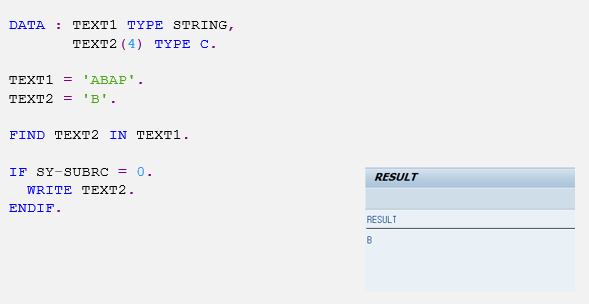 DATA : TEXT1 TYPE STRING,
TEXT2(4) TYPE C.
TEXT1 = 'ABAP'.
TEXT2 = 'B'.
FIND TEXT2 IN TEXT1.
IF SY-SUBRC = 0.
WRITE TEXT2.
ENDIF.
RESULT
RESULT
B